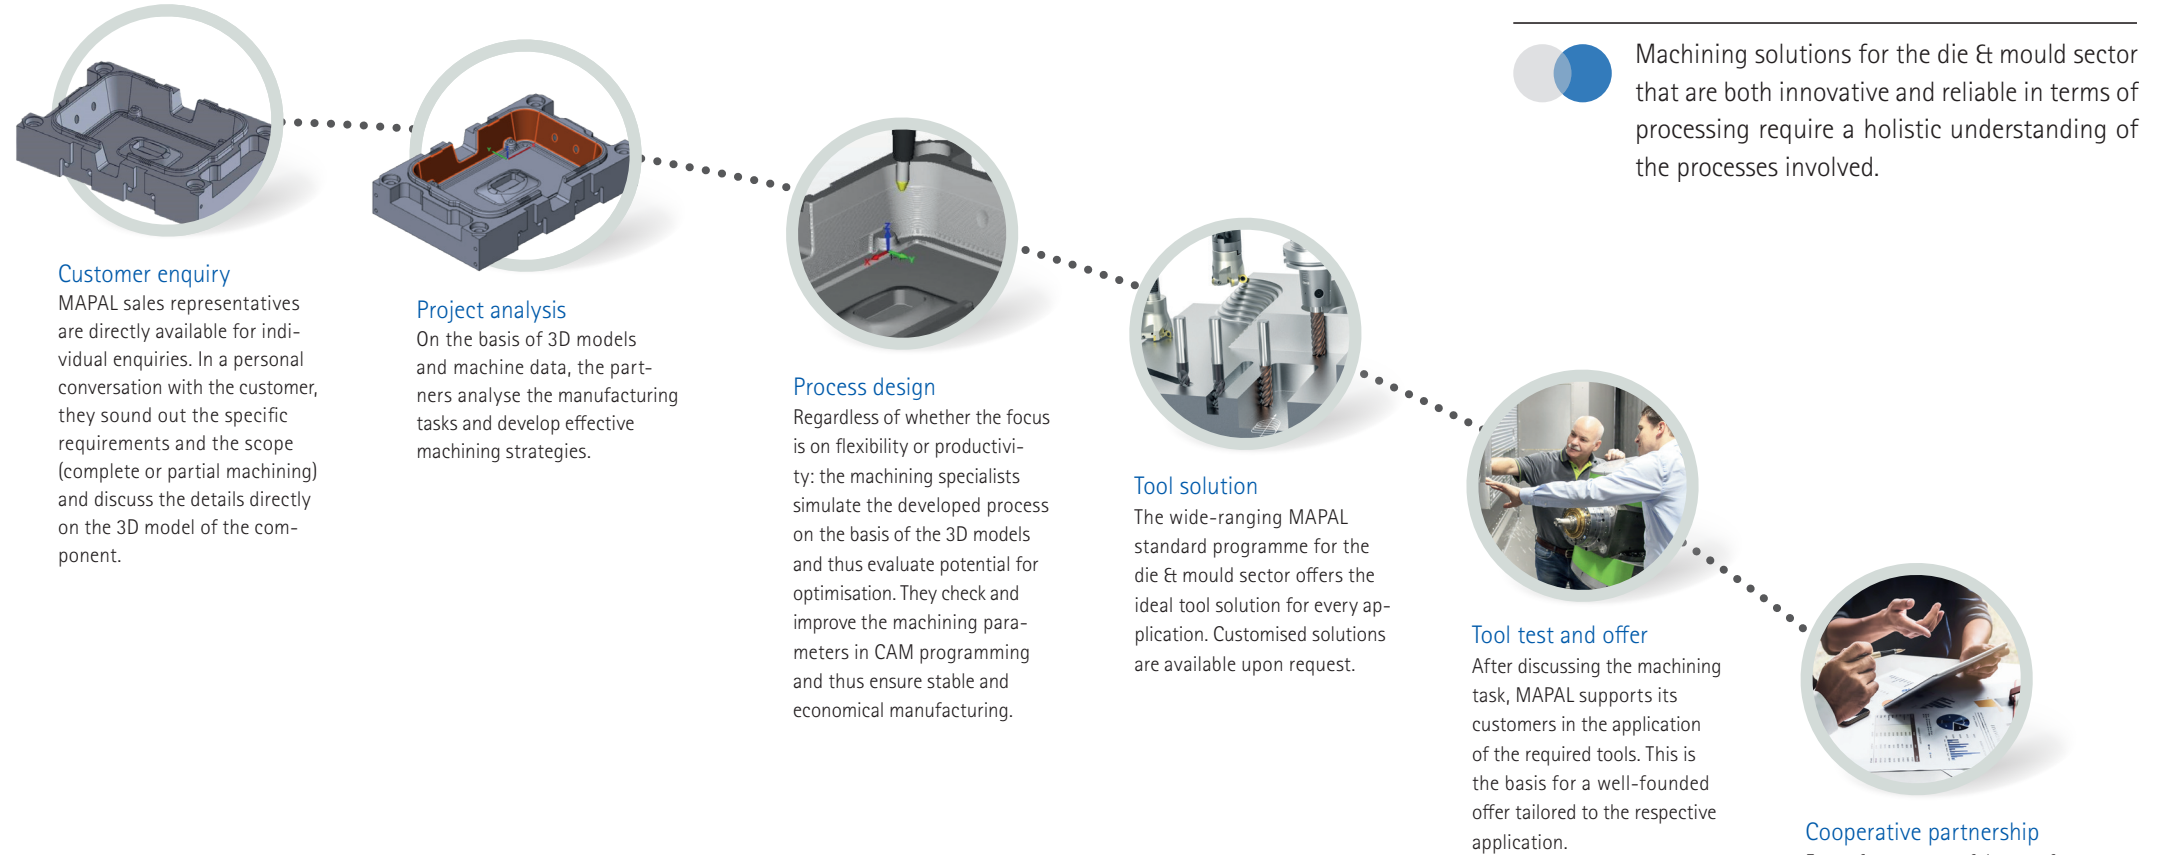 Machining solutions for the die & mould sector
that are both innovative and reliable in terms of
processing require a holistic understanding of
the processes involved.
Customer enquiry
MAPAL sales representatives
are directly available for indi-
vidual enquiries. In a personal
conversation with the customer,
they sound out the specific
requirements and the scope
(complete or partial machining)
and discuss the details directly
on the 3D model of the com-
ponent.
Project analysis
On the basis of 3D models
and machine data, the part-
ners analyse the manufacturing
tasks and develop effective
machining strategies.
Process design
Regardless of whether the focus
is on flexibility or productivi-
ty: the machining specialists
simulate the developed process
on the basis of the 3D models
and thus evaluate potential for
optimisation. They check and
improve the machining para-
meters in CAM programming
and thus ensure stable and
economical manufacturing.
Tool solution
The wide-ranging MAPAL
standard programme for the
die & mould sector offers the
ideal tool solution for every ap-
plication. Customised solutions
are available upon request.
Tool test and offer
After discussing the machining
task, MAPAL supports its
customers in the application
of the required tools. This is
the basis for a well-founded
offer tailored to the respective
application.
Cooperative partnership